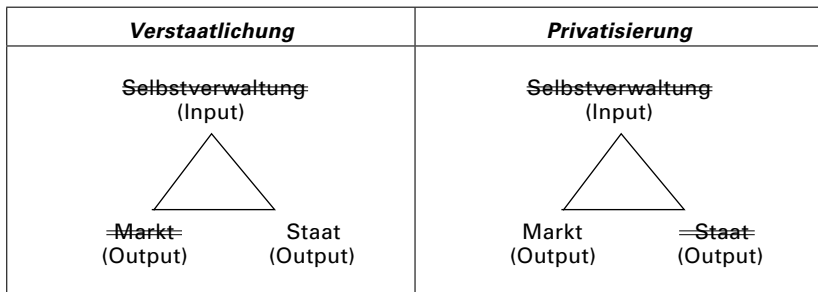 Verstaatlichung Privatisierung
Selbstverwaltung Selbstverwaltung
(Input) (Input)
Markt Staat Markt Staat
(Output) (Output) (Output) (Output)